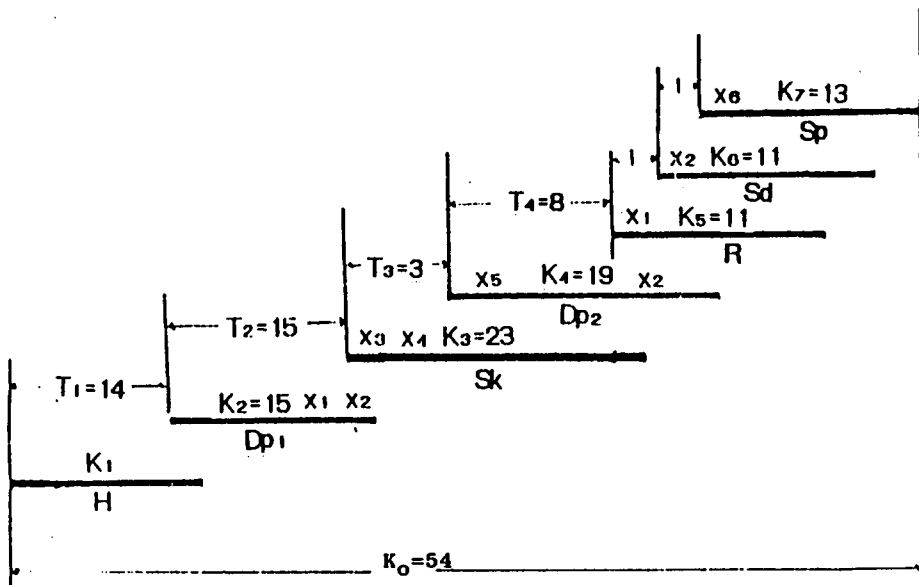 X6 K7=13
Sp
1
X2 K6=11
Sd
1
X1 K5=11
R
T4=8
X5 K4=19 X2
Dp2
T3=3
X3 X4 K3=23
Sk
T2=15
K2=15 X1 X2
Dp1
T1=14
K1
H
K0=54